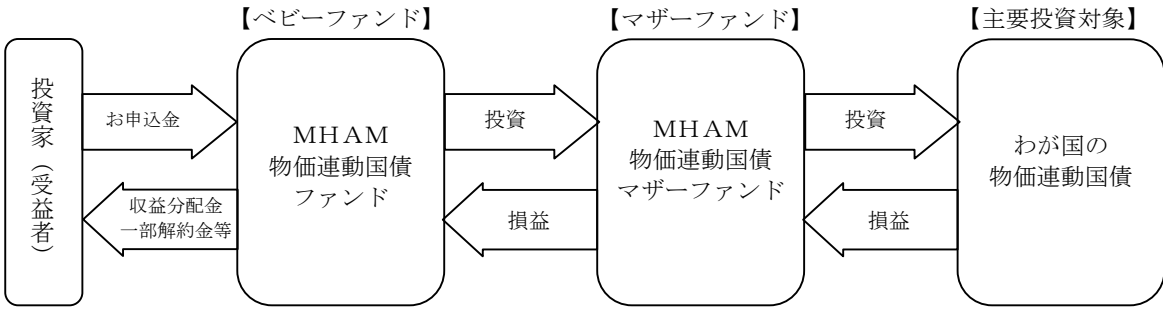 【ベビーファンド】
【マザーファンド】
【主要投資対象】
投資家（受益者）
お申込金
収益分配金
一部解約金等
ＭＨＡＭ
物価連動国債
ファンド
投資
損益
ＭＨＡＭ
物価連動国債
マザーファンド
投資
損益
わが国の
物価連動国債